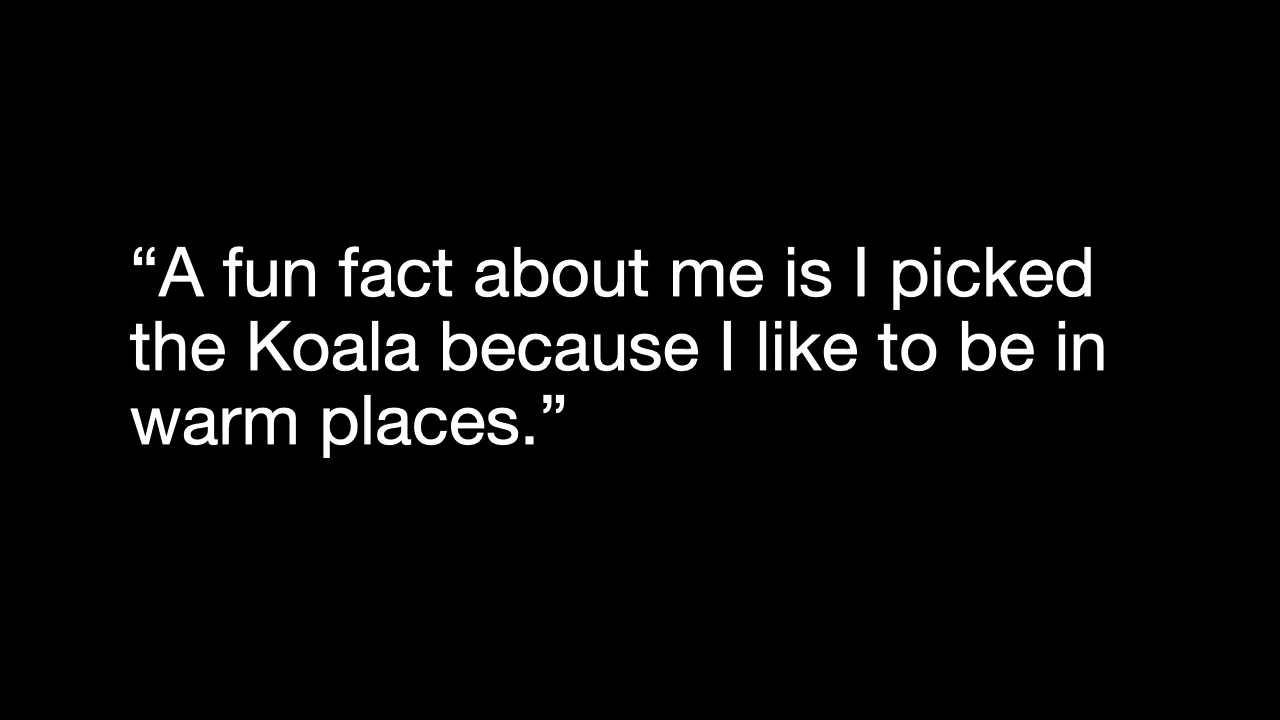 “A fun fact about me is I picked
the Koala because I like to be in
warm places.”